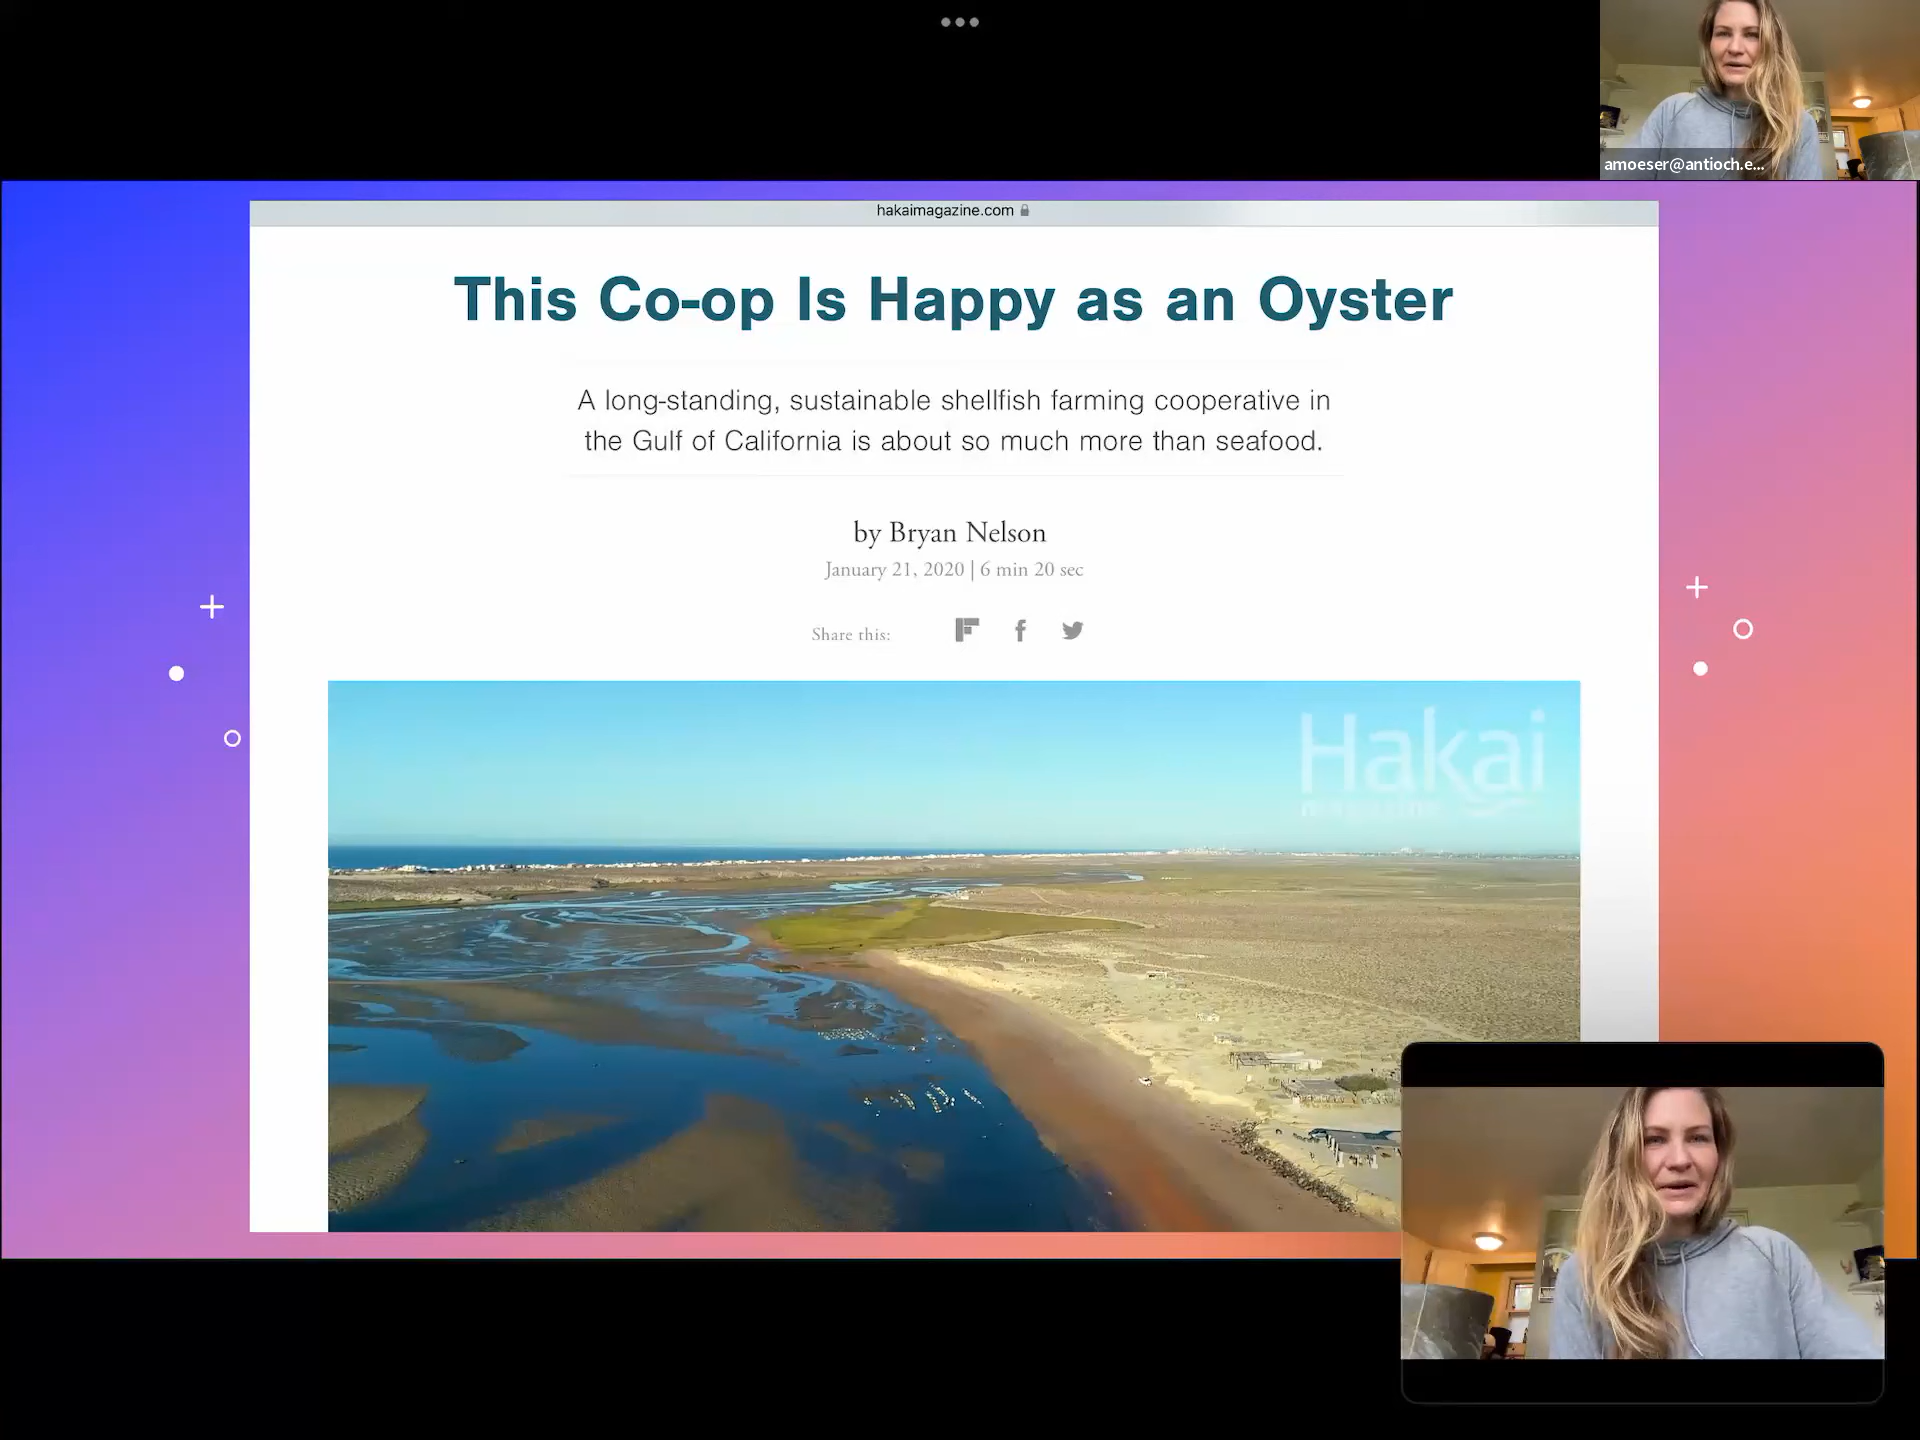 amoeser@antioch.e...
hakaimagazine.com
This Co-op Is Happy as an Oyster
A long-standing, sustainable shellfish farming cooperative in
the Gulf of California is about so much more than seafood.
by Bryan Nelson
January 21, 2020 | 6 min 20 sec
Share this:
Hakai
magazine